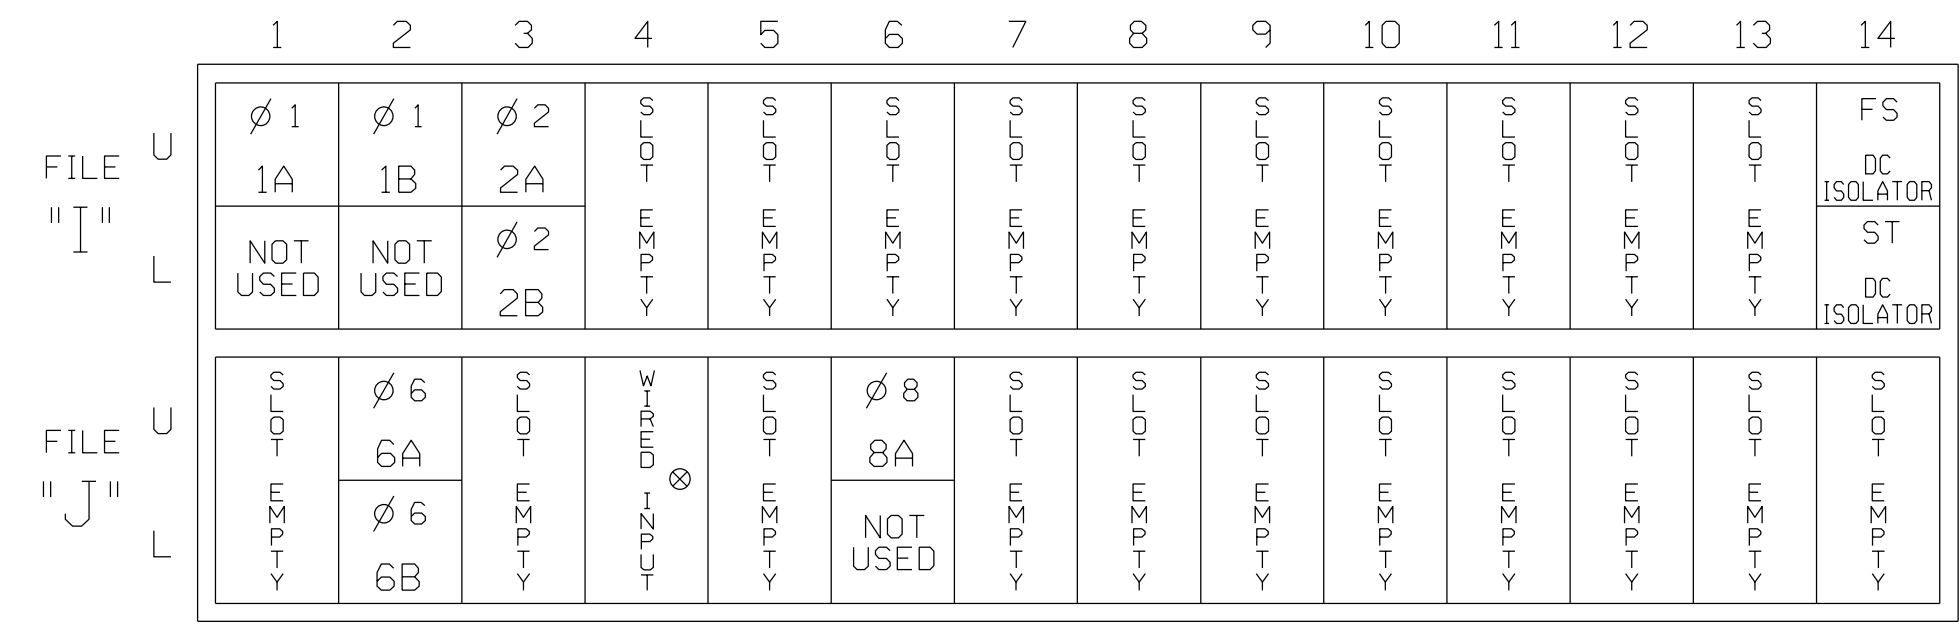 1 2 3 4 5 6 7 8 9 10 11 12 13 14
FILE "I"
U
Ø 1 1A
Ø 1 1B
Ø 2 2A
SLOT EMPTY
SLOT EMPTY
SLOT EMPTY
SLOT EMPTY
SLOT EMPTY
SLOT EMPTY
SLOT EMPTY
SLOT EMPTY
SLOT EMPTY
SLOT EMPTY
FS DC ISOLATOR
L
NOT USED
NOT USED
Ø 2 2B
ST DC ISOLATOR
FILE "J"
U
SLOT EMPTY
Ø 6 6A
SLOT EMPTY
WIRED INPUT ⊗
SLOT EMPTY
Ø 8 8A
SLOT EMPTY
SLOT EMPTY
SLOT EMPTY
SLOT EMPTY
SLOT EMPTY
SLOT EMPTY
SLOT EMPTY
SLOT EMPTY
L
Ø 6 6B
NOT USED